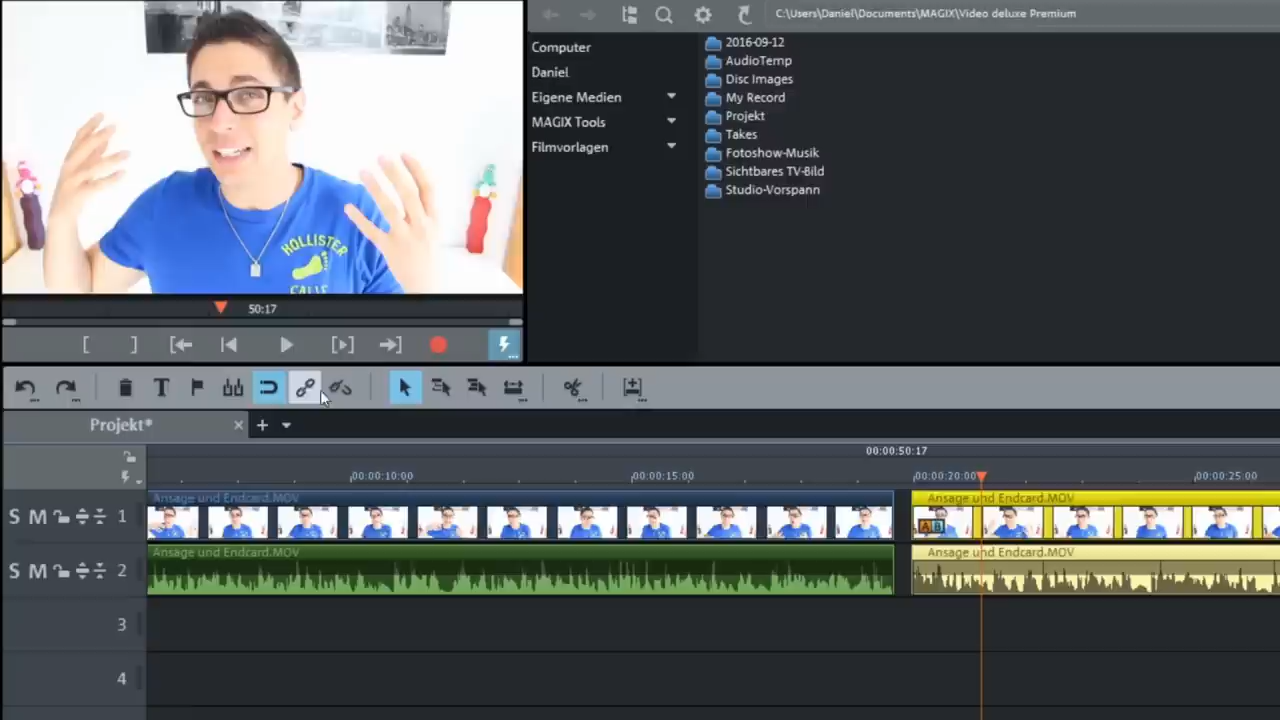 C:\Users\Daniel\Documents\MAGIX\Video deluxe Premium
Computer
Daniel
Eigene Medien
MAGIX Tools
Filmvorlagen
2016-09-12
AudioTemp
Disc Images
My Record
Projekt
Takes
Fotoshow-Musik
Sichtbares TV-Bild
Studio-Vorspann
HOLLISTER
CALIF
50:17
Projekt*
00:00:50:17
00:00:10:00
00:00:15:00
00:00:20:00
00:00:25:00
S M 1
Ansage und Endcard.MOV
Ansage und Endcard.MOV
A B
S M 2
Ansage und Endcard.MOV
Ansage und Endcard.MOV
3
4